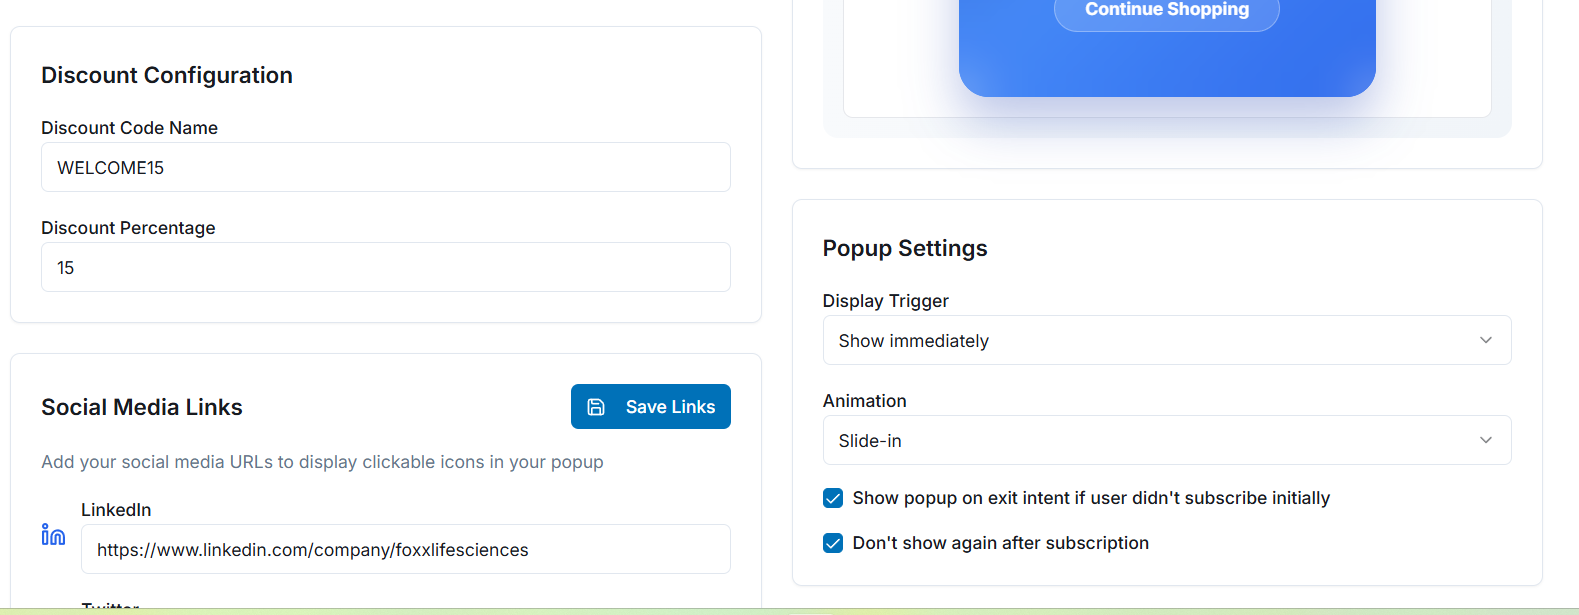 Continue Shopping
Discount Configuration
Discount Code Name
WELCOME15
Discount Percentage
15
Social Media Links
Save Links
Add your social media URLs to display clickable icons in your popup
LinkedIn
in
https://www.linkedin.com/company/foxxlifesciences
Twitter
Popup Settings
Display Trigger
Show immediately
Animation
Slide-in
Show popup on exit intent if user didn't subscribe initially
Don't show again after subscription